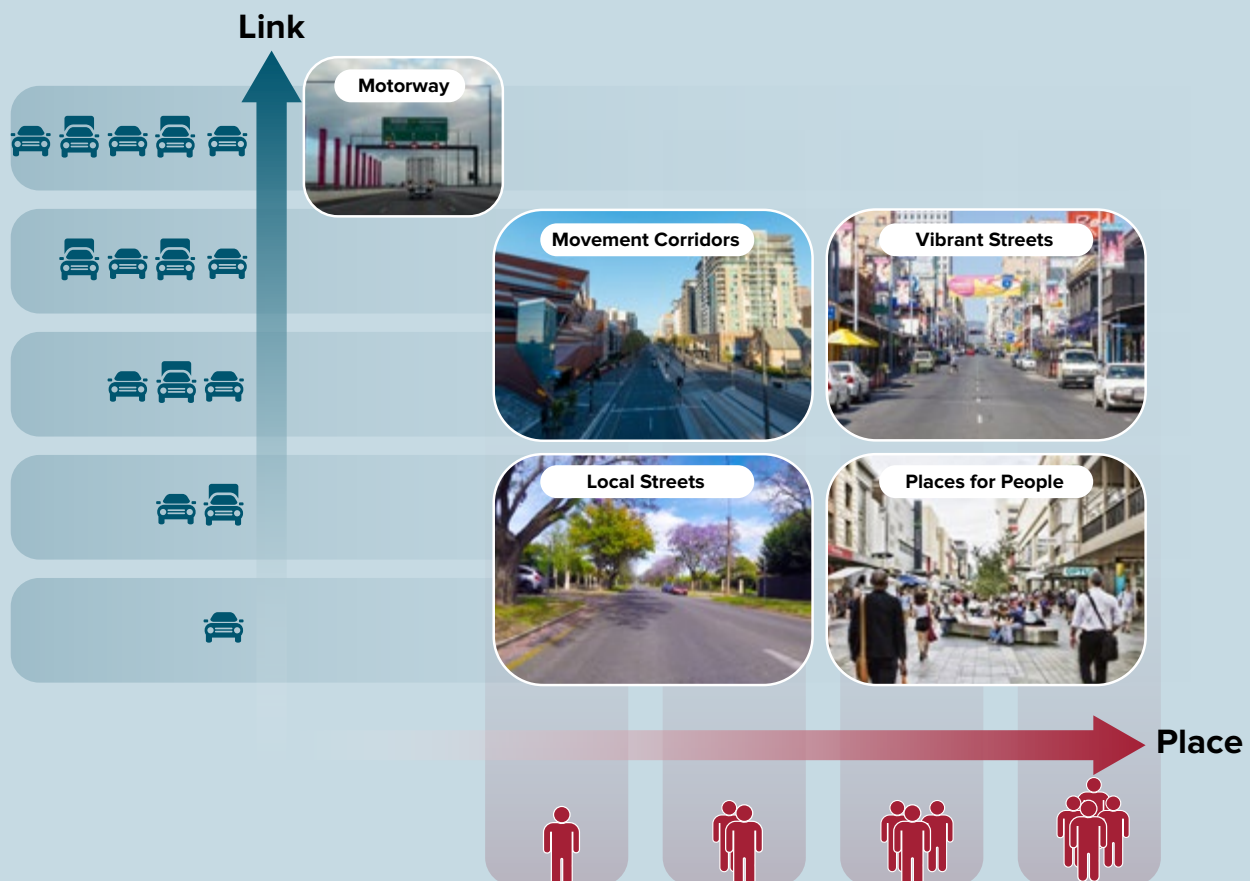 Link
Motorway
Movement Corridors
Vibrant Streets
Local Streets
Places for People
Place